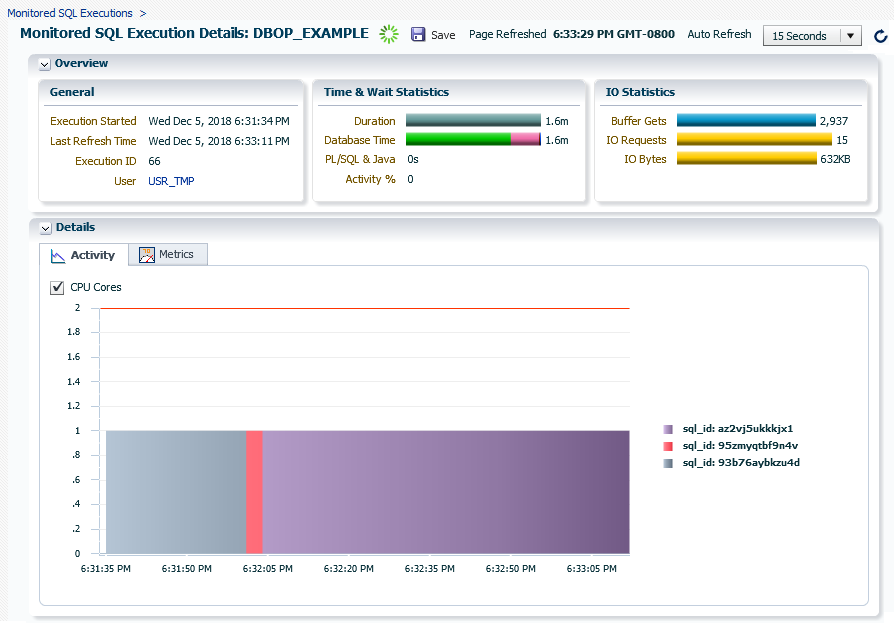 Monitored SQL Executions >
Monitored SQL Execution Details: DBOP_EXAMPLE Save Page Refreshed 6:33:29 PM GMT-0800 Auto Refresh 15 Seconds
Overview
General
Execution Started Wed Dec 5, 2018 6:31:34 PM
Last Refresh Time Wed Dec 5, 2018 6:33:11 PM
Execution ID 66
User USR_TMP
Time & Wait Statistics
Duration 1.6m
Database Time 1.6m
PL/SQL & Java 0s
Activity % 0
IO Statistics
Buffer Gets 2,937
IO Requests 15
IO Bytes 632KB
Details
Activity Metrics
CPU Cores
2
1.8
1.6
1.4
1.2
1
.8
.6
.4
.2
0
6:31:35 PM 6:31:50 PM 6:32:05 PM 6:32:20 PM 6:32:35 PM 6:32:50 PM 6:33:05 PM
sql_id: az2vj5ukkkjx1
sql_id: 95zmyqtbf9n4v
sql_id: 93b76aybkzu4d